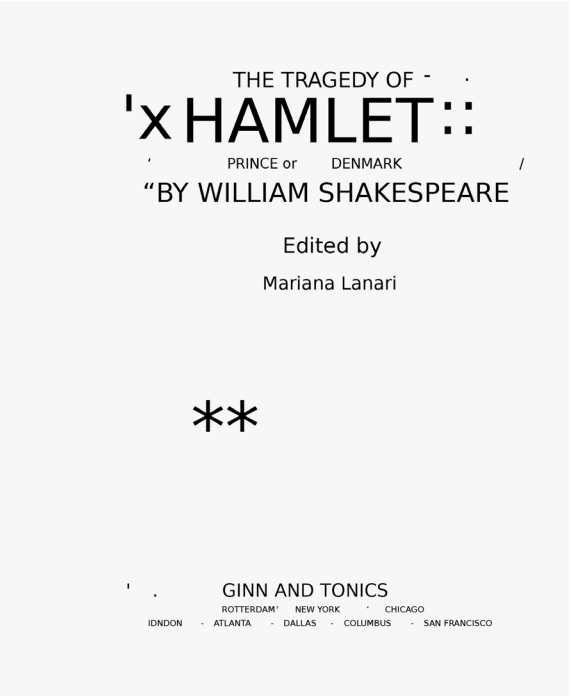 THE TRAGEDY OF - .
'x HAMLET ::
‘ PRINCE or DENMARK /
“BY WILLIAM SHAKESPEARE
Edited by
Mariana Lanari
**
' . GINN AND TONICS
ROTTERDAM' NEW YORK ‘ CHICAGO
IDNDON - ATLANTA - DALLAS - COLUMBUS - SAN FRANCISCO